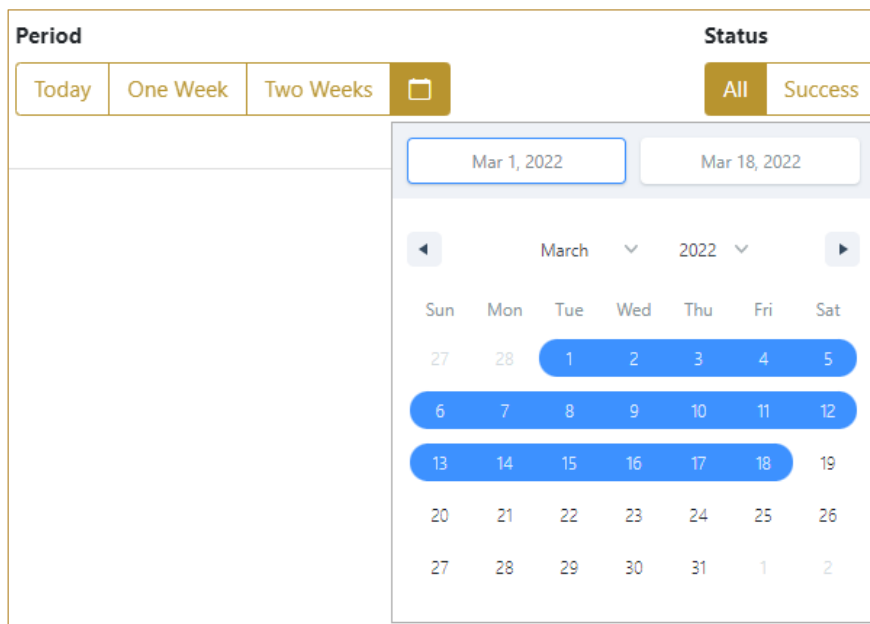 Period Status
Today One Week Two Weeks All Success
Mar 1, 2022 Mar 18, 2022
March 2022
Sun Mon Tue Wed Thu Fri Sat
27 28 1 2 3 4 5
6 7 8 9 10 11 12
13 14 15 16 17 18 19
20 21 22 23 24 25 26
27 28 29 30 31 1 2